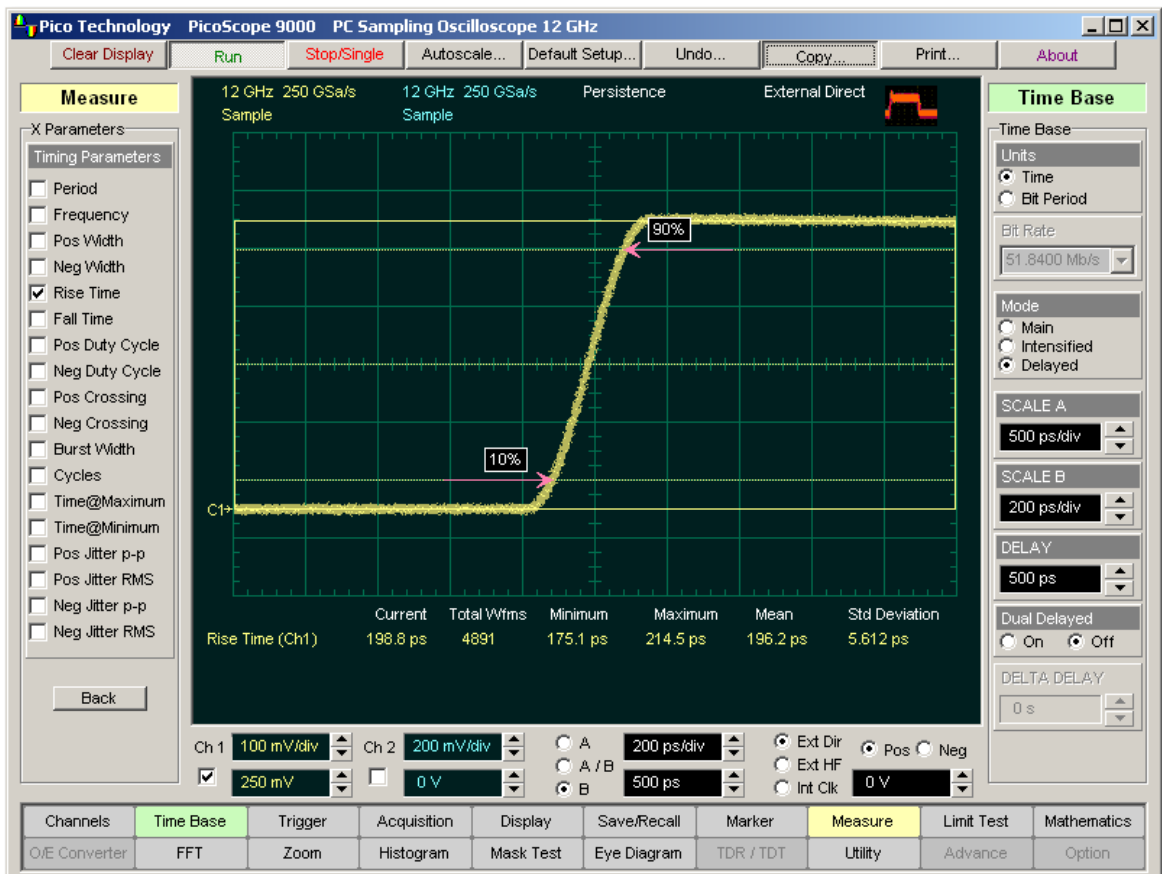 Pico Technology PicoScope 9000 PC Sampling Oscilloscope 12 GHz
Clear Display Run Stop/Single Autoscale... Default Setup... Undo... Copy... Print... About
Measure
X Parameters
Timing Parameters
Period
Frequency
Pos Width
Neg Width
Rise Time
Fall Time
Pos Duty Cycle
Neg Duty Cycle
Pos Crossing
Neg Crossing
Burst Width
Cycles
Time@Maximum
Time@Minimum
Pos Jitter p-p
Pos Jitter RMS
Neg Jitter p-p
Neg Jitter RMS
Back
12 GHz 250 GSa/s 12 GHz 250 GSa/s Persistence External Direct
Sample Sample
90%
10%
C1
Current Total Wfms Minimum Maximum Mean Std Deviation
Rise Time (Ch1) 198.8 ps 4891 175.1 ps 214.5 ps 196.2 ps 5.612 ps
Time Base
Time Base
Units
Time
Bit Period
Bit Rate
51.8400 Mb/s
Mode
Main
Intensified
Delayed
SCALE A
500 ps/div
SCALE B
200 ps/div
DELAY
500 ps
Dual Delayed
On Off
DELTA DELAY
0 s
Ch 1 100 mV/div Ch 2 200 mV/div A 200 ps/div Ext Dir Pos Neg
A / B Ext HF
250 mV 0 V B 500 ps Int Clk 0 V
Channels Time Base Trigger Acquisition Display Save/Recall Marker Measure Limit Test Mathematics
O/E Converter FFT Zoom Histogram Mask Test Eye Diagram TDR / TDT Utility Advance Option